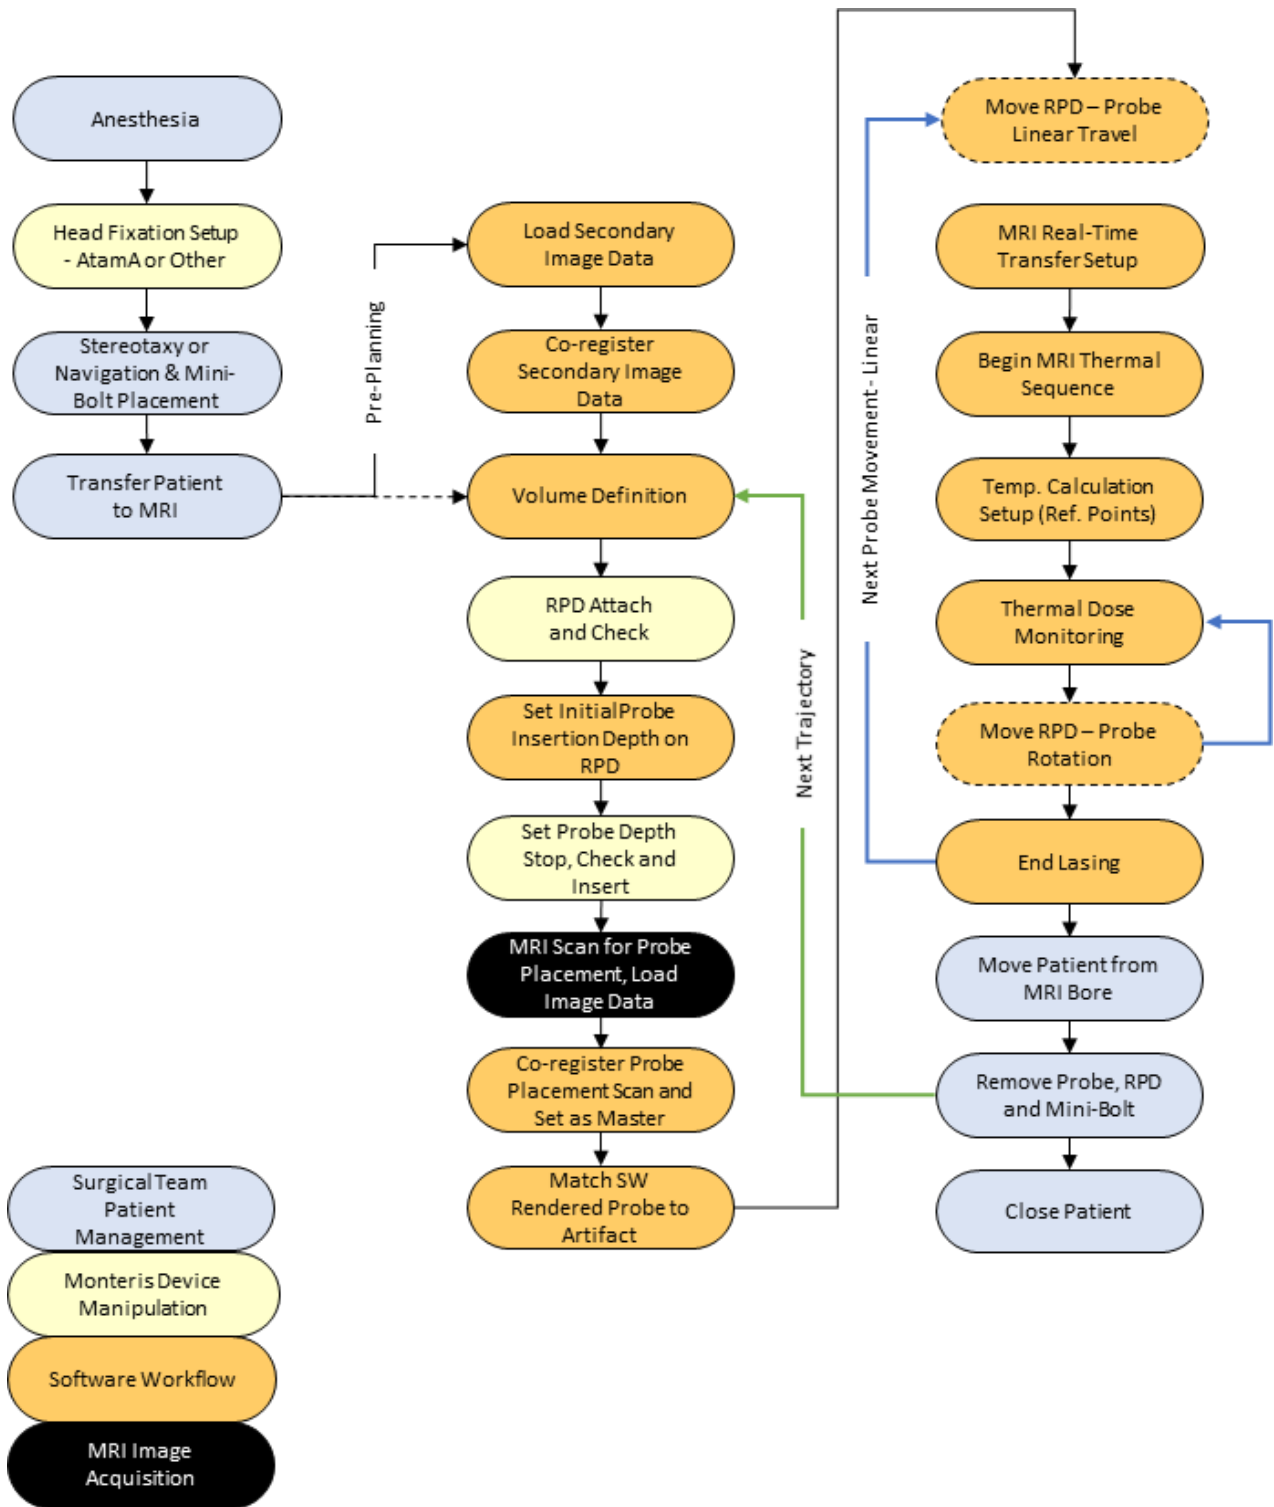 Anesthesia
Head Fixation Setup
- AtamA or Other
Stereotaxy or
Navigation & Mini-
Bolt Placement
Transfer Patient
to MRI
Pre-Planning
Load Secondary
Image Data
Co-register
Secondary Image
Data
Volume Definition
RPD Attach
and Check
Set Initial Probe
Insertion Depth on
RPD
Set Probe Depth
Stop, Check and
Insert
MRI Scan for Probe
Placement, Load
Image Data
Co-register Probe
Placement Scan and
Set as Master
Match SW
Rendered Probe to
Artifact
Next Trajectory
Next Probe Movement - Linear
Move RPD – Probe
Linear Travel
MRI Real-Time
Transfer Setup
Begin MRI Thermal
Sequence
Temp. Calculation
Setup (Ref. Points)
Thermal Dose
Monitoring
Move RPD – Probe
Rotation
End Lasing
Move Patient from
MRI Bore
Remove Probe, RPD
and Mini-Bolt
Close Patient
Surgical Team
Patient
Management
Monteris Device
Manipulation
Software Workflow
MRI Image
Acquisition